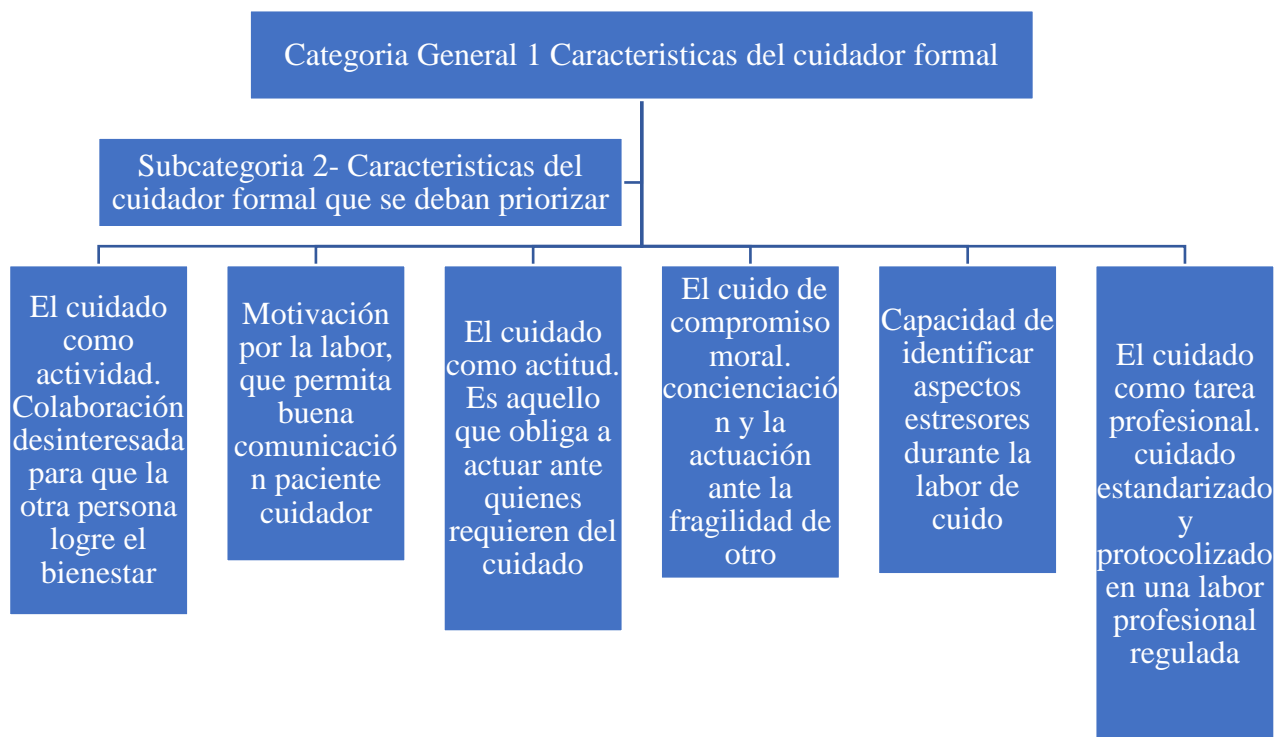 Categoria General 1 Caracteristicas del cuidador formal
Subcategoria 2- Caracteristicas del
cuidador formal que se deban priorizar
El cuidado
como
actividad.
Colaboración
desinteresada
para que la
otra persona
logre el
bienestar
Motivación
por la labor,
que permita
buena
comunicació
n paciente
cuidador
El cuidado
como actitud.
Es aquello
que obliga a
actuar ante
quienes
requieren del
cuidado
El cuido de
compromiso
moral.
concienciació
n y la
actuación
ante la
fragilidad de
otro
Capacidad de
identificar
aspectos
estresores
durante la
labor de
cuido
El cuidado
como tarea
profesional.
cuidado
estandarizado
y
protocolizado
en una labor
profesional
regulada